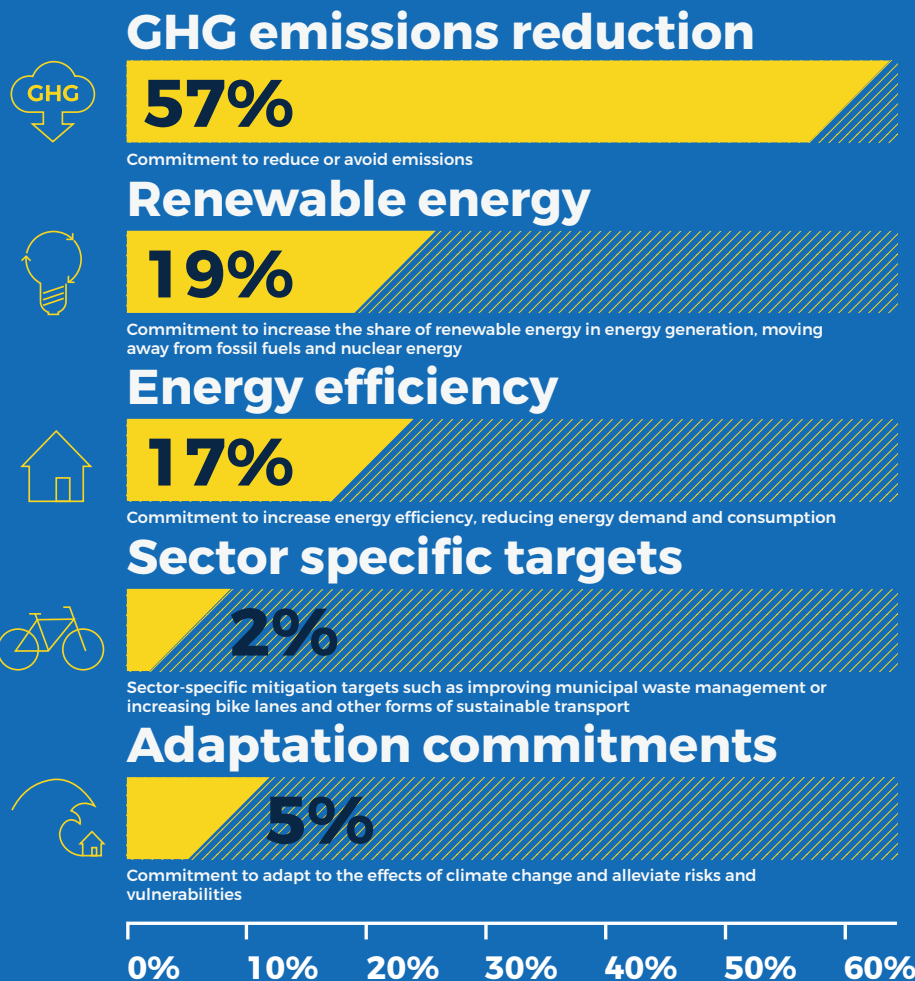 GHG emissions reduction
GHG
57%
Commitment to reduce or avoid emissions
Renewable energy
19%
Commitment to increase the share of renewable energy in energy generation, moving
away from fossil fuels and nuclear energy
Energy efficiency
17%
Commitment to increase energy efficiency, reducing energy demand and consumption
Sector specific targets
2%
Sector-specific mitigation targets such as improving municipal waste management or
increasing bike lanes and other forms of sustainable transport
Adaptation commitments
5%
Commitment to adapt to the effects of climate change and alleviate risks and
vulnerabilities
0% 10% 20% 30% 40% 50% 60%